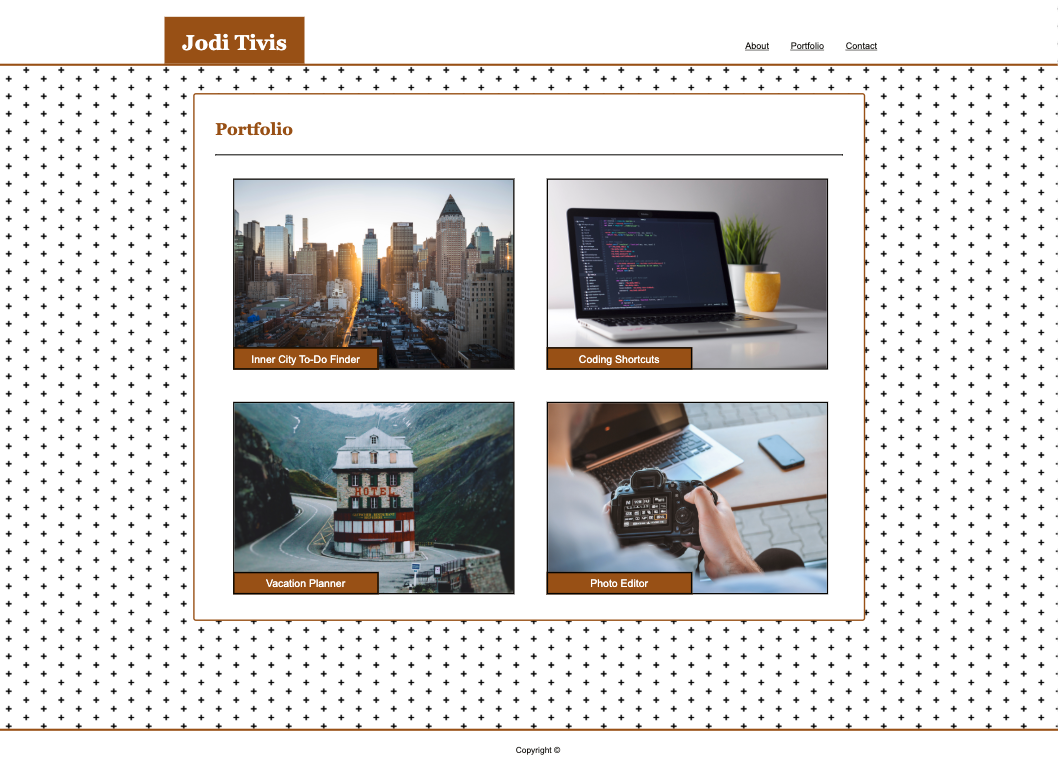 Jodi Tivis
About Portfolio Contact
Portfolio
Inner City To-Do Finder
Coding Shortcuts
HOTEL
Vacation Planner
Photo Editor
Copyright ©